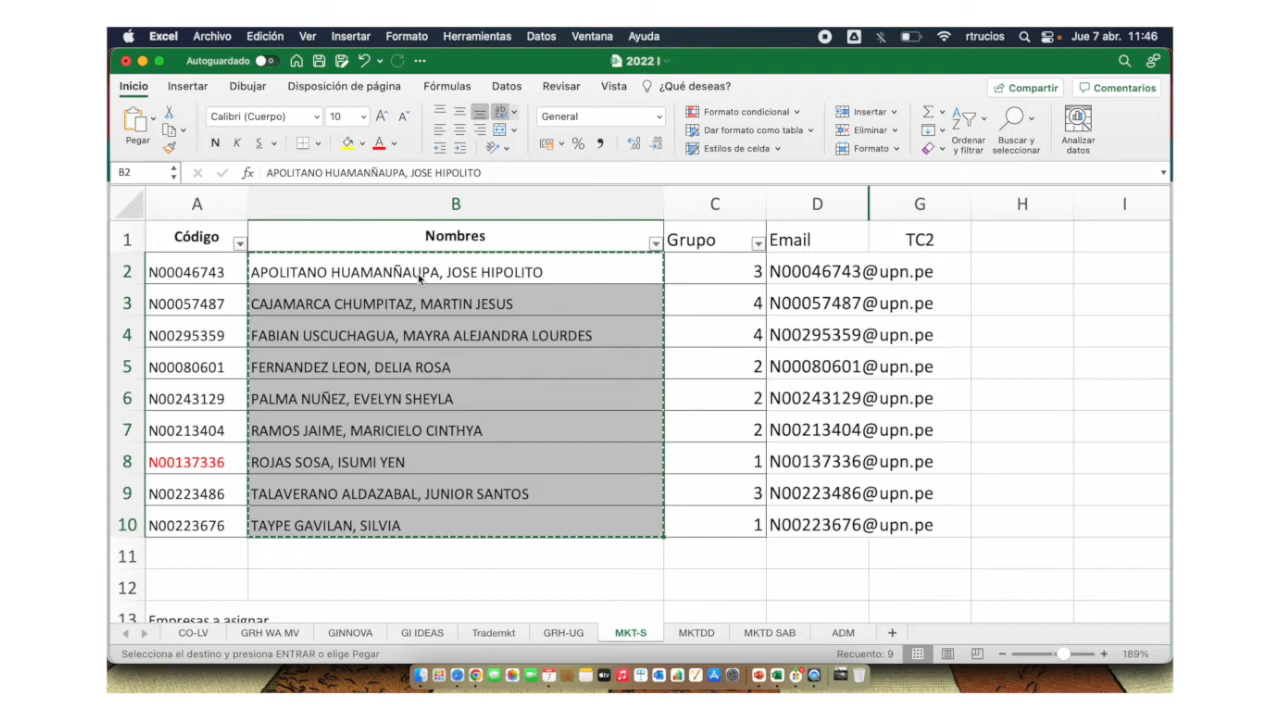 Excel Archivo Edición Ver Insertar Formato Herramientas Datos Ventana Ayuda rtrucios Jue 7 abr. 11:46
Autoguardado 2022 I
Inicio Insertar Dibujar Disposición de página Fórmulas Datos Revisar Vista ¿Qué deseas? Compartir Comentarios
Pegar Calibri (Cuerpo) 10 General Formato condicional Insertar
N K S Dar formato como tabla Eliminar Ordenar y filtrar Buscar y seleccionar Analizar datos
Estilos de celda Formato
B2 fx APOLITANO HUAMANÑAUPA, JOSE HIPOLITO
A B C D G H I
1 Código Nombres Grupo Email TC2
2 N00046743 APOLITANO HUAMANÑAUPA, JOSE HIPOLITO 3 N00046743@upn.pe
3 N00057487 CAJAMARCA CHUMPITAZ, MARTIN JESUS 4 N00057487@upn.pe
4 N00295359 FABIAN USCUCHAGUA, MAYRA ALEJANDRA LOURDES 4 N00295359@upn.pe
5 N00080601 FERNANDEZ LEON, DELIA ROSA 2 N00080601@upn.pe
6 N00243129 PALMA NUÑEZ, EVELYN SHEYLA 2 N00243129@upn.pe
7 N00213404 RAMOS JAIME, MARICIELO CINTHYA 2 N00213404@upn.pe
8 N00137336 ROJAS SOSA, ISUMI YEN 1 N00137336@upn.pe
9 N00223486 TALAVERANO ALDAZABAL, JUNIOR SANTOS 3 N00223486@upn.pe
10 N00223676 TAYPE GAVILAN, SILVIA 1 N00223676@upn.pe
11
12
13 Empresas a asignar
CO-LV GRH WA MV GINNOVA GI IDEAS Trademkt GRH-UG MKT-S MKTDD MKTD SAB ADM
Selecciona el destino y presiona ENTRAR o elige Pegar Recuento: 9 189%